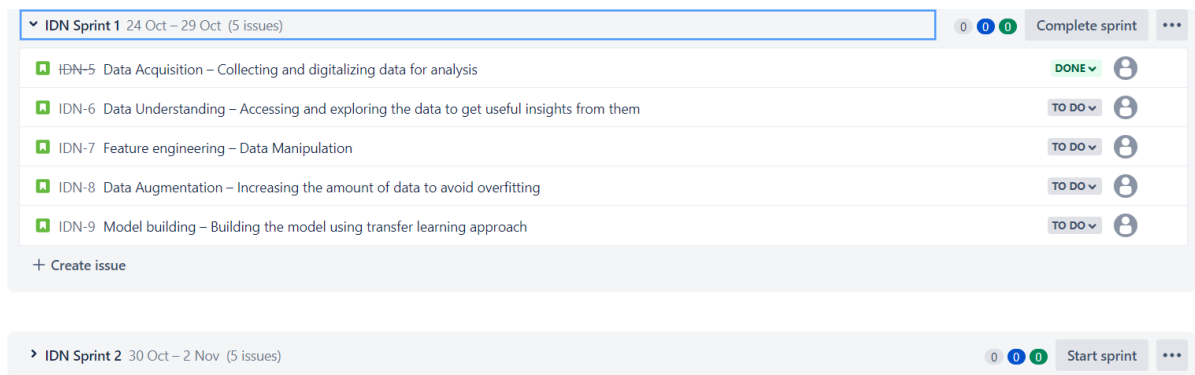 IDN Sprint 1 24 Oct – 29 Oct (5 issues) 0 0 0 Complete sprint
IDN-5 Data Acquisition – Collecting and digitalizing data for analysis DONE
IDN-6 Data Understanding – Accessing and exploring the data to get useful insights from them TO DO
IDN-7 Feature engineering – Data Manipulation TO DO
IDN-8 Data Augmentation – Increasing the amount of data to avoid overfitting TO DO
IDN-9 Model building – Building the model using transfer learning approach TO DO
+ Create issue
IDN Sprint 2 30 Oct – 2 Nov (5 issues) 0 0 0 Start sprint